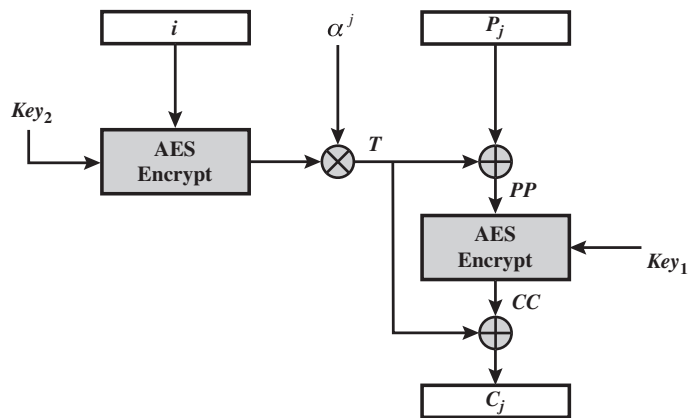 i
α^j
P_j
Key_2
AES
Encrypt
T
PP
AES
Encrypt
Key_1
CC
C_j